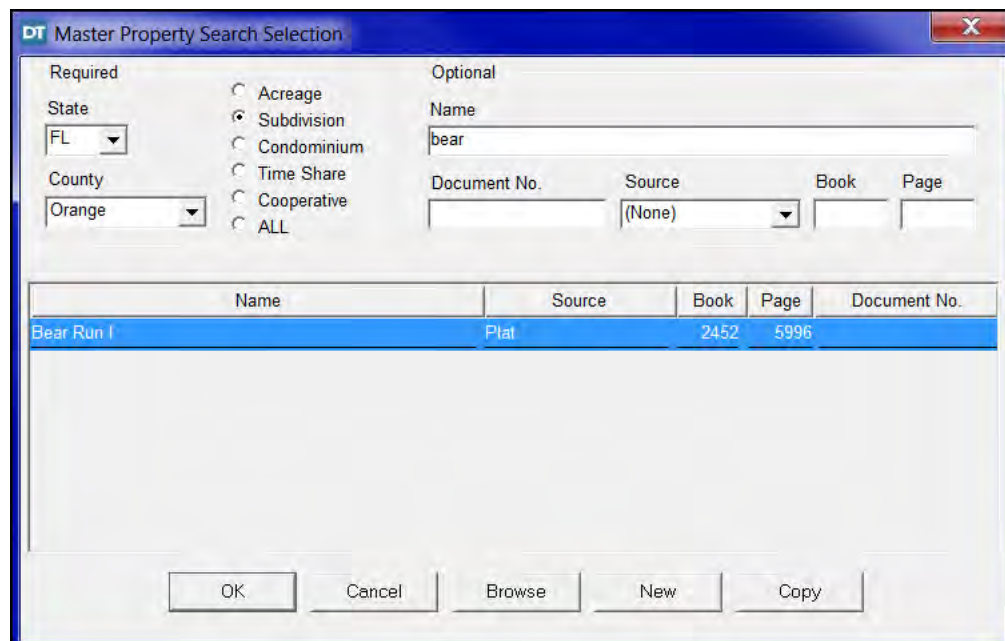 DT Master Property Search Selection
X
Required
State
FL
County
Orange
Acreage
Subdivision
Condominium
Time Share
Cooperative
ALL
Optional
Name
bear
Document No. Source Book Page
(None)
Name Source Book Page Document No.
Bear Run I Plat 2452 5996
OK Cancel Browse New Copy